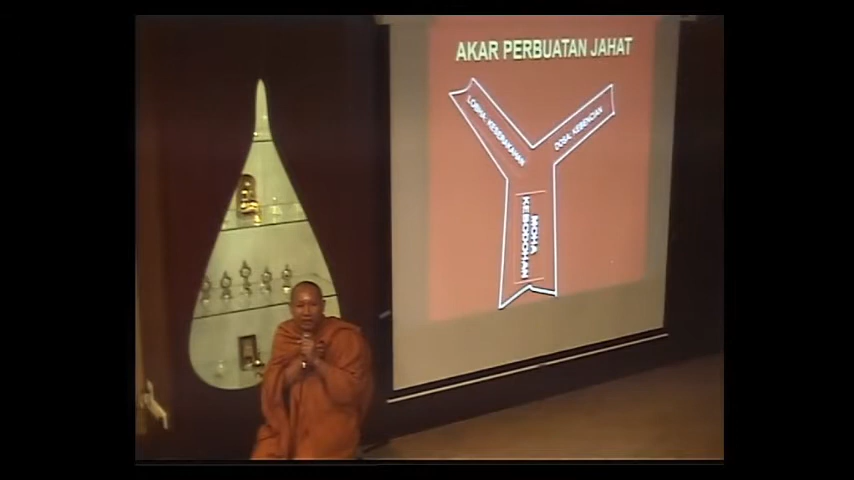 AKAR PERBUATAN JAHAT
LOBHA: KESERAKAHAN
DOSA: KEBENCIAN
MOHA
KEBODOHAN